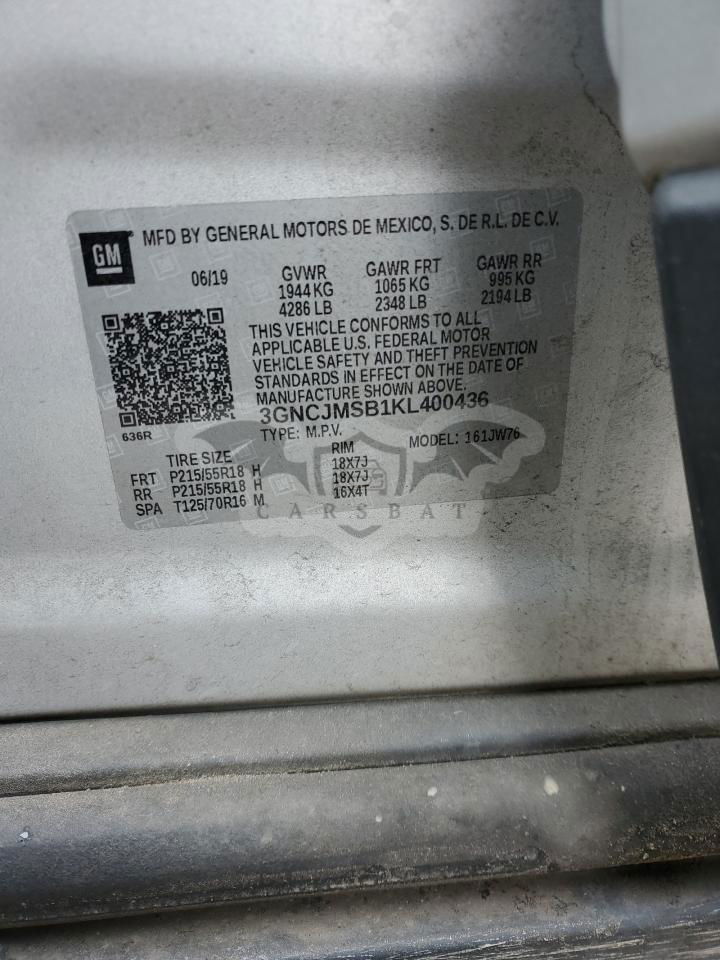 GM
MFD BY GENERAL MOTORS DE MEXICO, S. DE R.L. DE C.V.
06/19 GVWR GAWR FRT GAWR RR
1944 KG 1065 KG 995 KG
4286 LB 2348 LB 2194 LB
THIS VEHICLE CONFORMS TO ALL
APPLICABLE U.S. FEDERAL MOTOR
VEHICLE SAFETY AND THEFT PREVENTION
STANDARDS IN EFFECT ON THE DATE OF
MANUFACTURE SHOWN ABOVE.
3GNCJMSB1KL400436
636R
TYPE: M.P.V. MODEL: 161JW76
TIRE SIZE RIM
FRT P215/55R18 H 18X7J
RR P215/55R18 H 18X7J
SPA T125/70R16 M 16X4T
CARSBAT